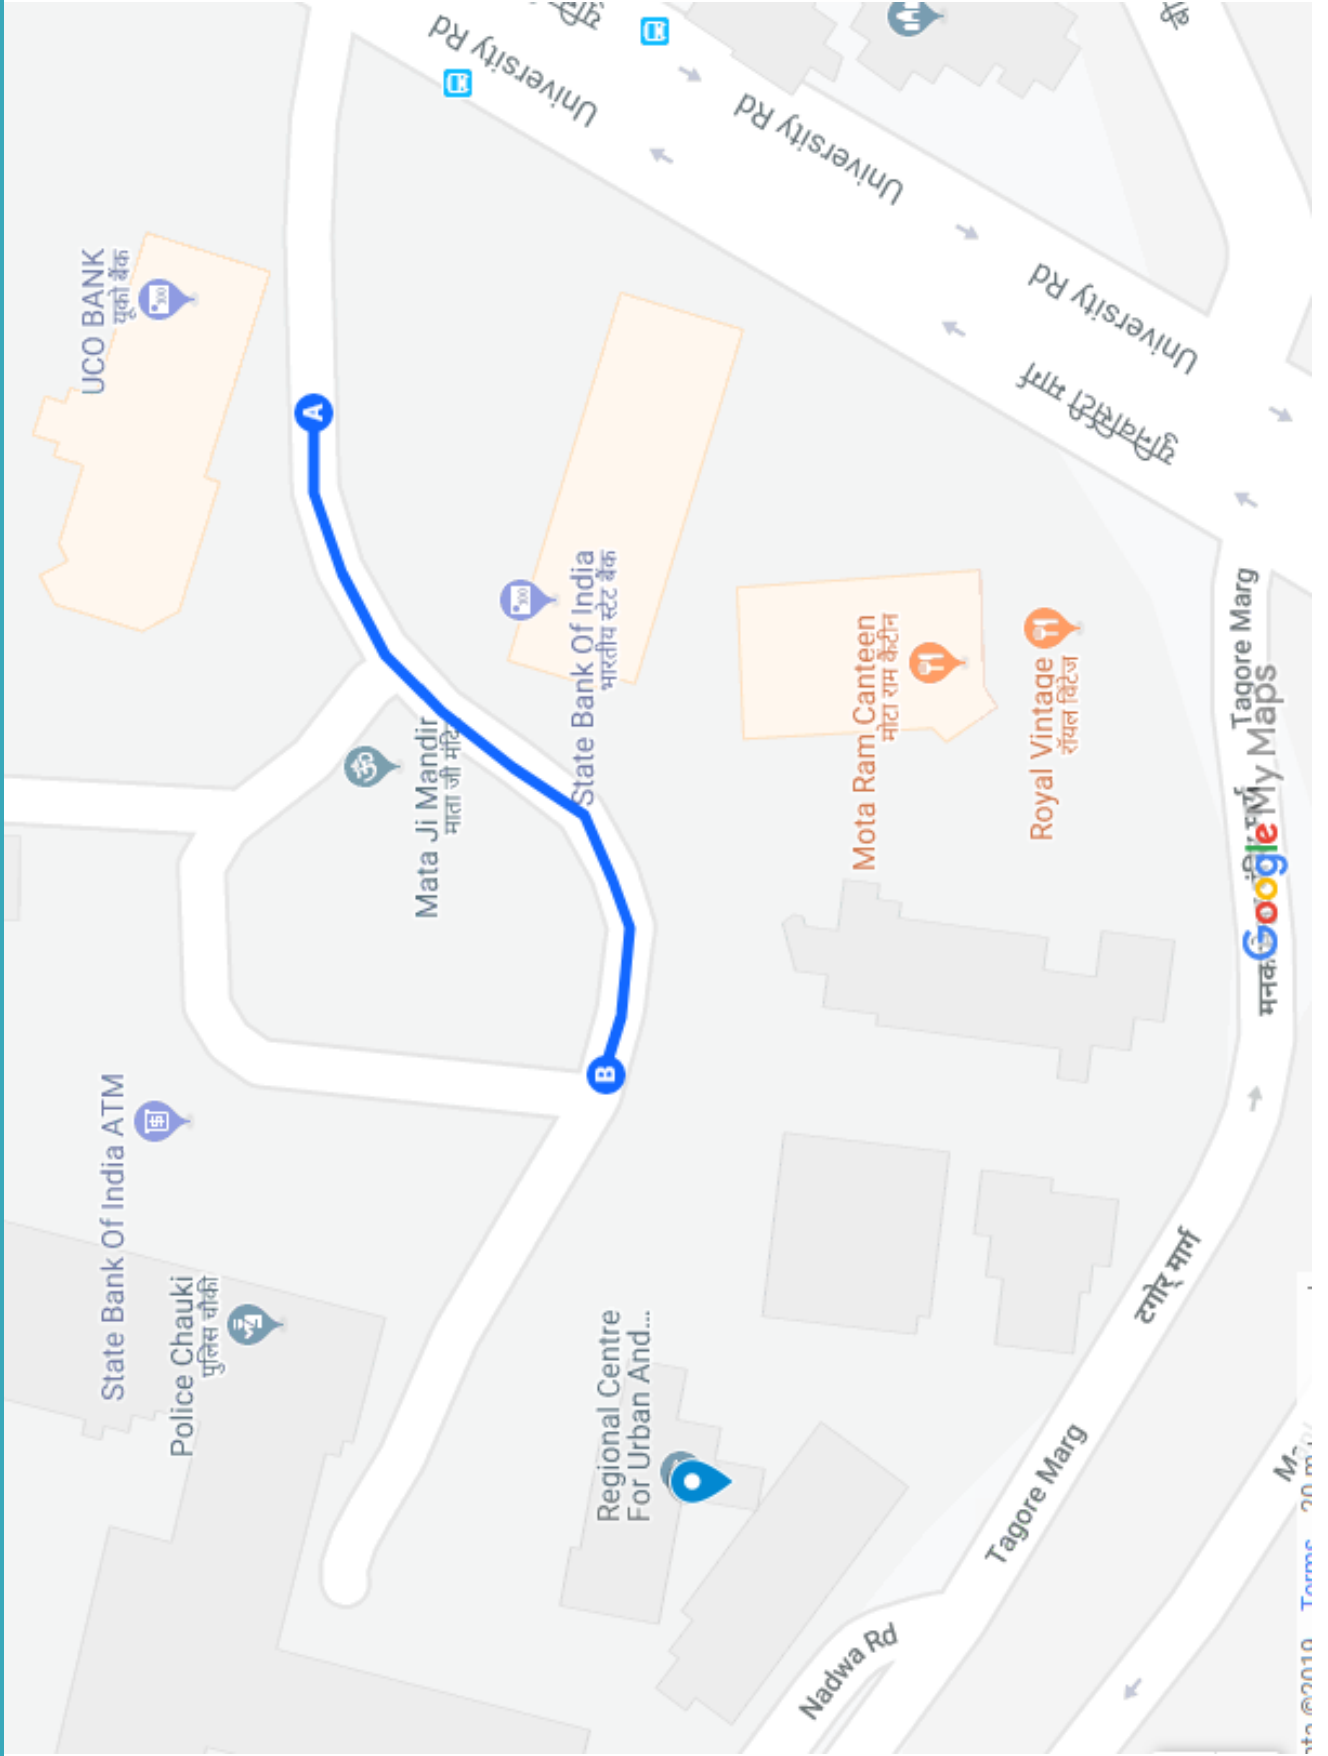 University Rd
University Rd
University Rd
यूनिवर्सिटी मार्ग
UCO BANK
यूको बैंक
A
State Bank Of India
भारतीय स्टेट बैंक
Mata Ji Mandir
माता जी
Mota Ram Canteen
मोटा राम कैंटीन
Royal Vintage
रॉयल विंटेज
Tagore Marg
Google My Maps
B
State Bank Of India ATM
Police Chauki
पुलिस चौकी
Regional Centre
For Urban And...
टैगोर मार्ग
Tagore Marg
Nadwa Rd
©2019 Terms